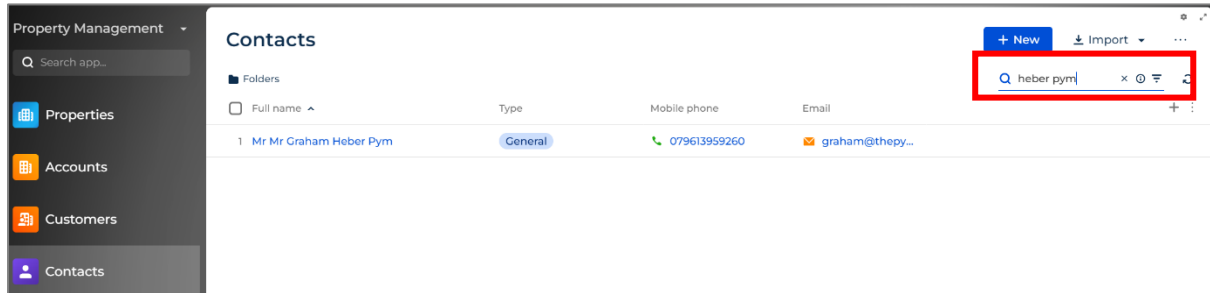 Property Management
Search app...
Properties
Accounts
Customers
Contacts
Contacts
+ New
Import
...
Folders
heber pym
Full name Type Mobile phone Email
1 Mr Mr Graham Heber Pym General 079613959260 graham@thepy...